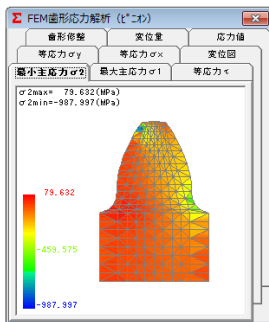 Σ FEM歯形応力解析 (ピニオン)
歯形修整 変位量 応力値
等応力σy 等応力σx 変位図
最小主応力σ2 最大主応力σ1 等応力τ
σ2max= 79.632(MPa)
σ2min=-987.997(MPa)
79.632
-459.575
-987.997